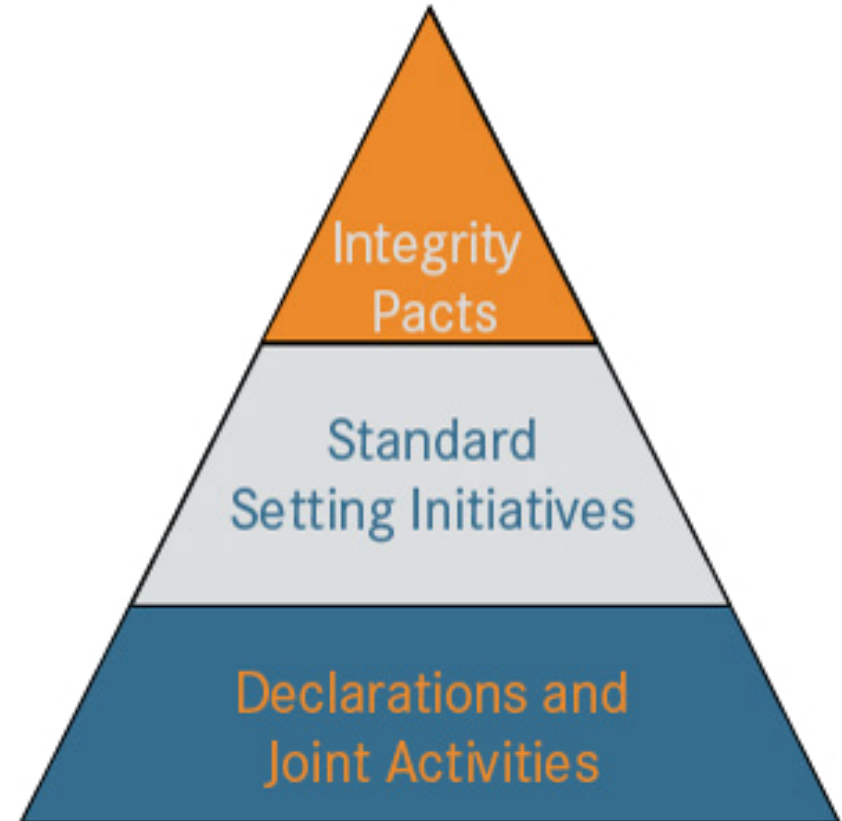 Integrity
Pacts
Standard
Setting Initiatives
Declarations and
Joint Activities